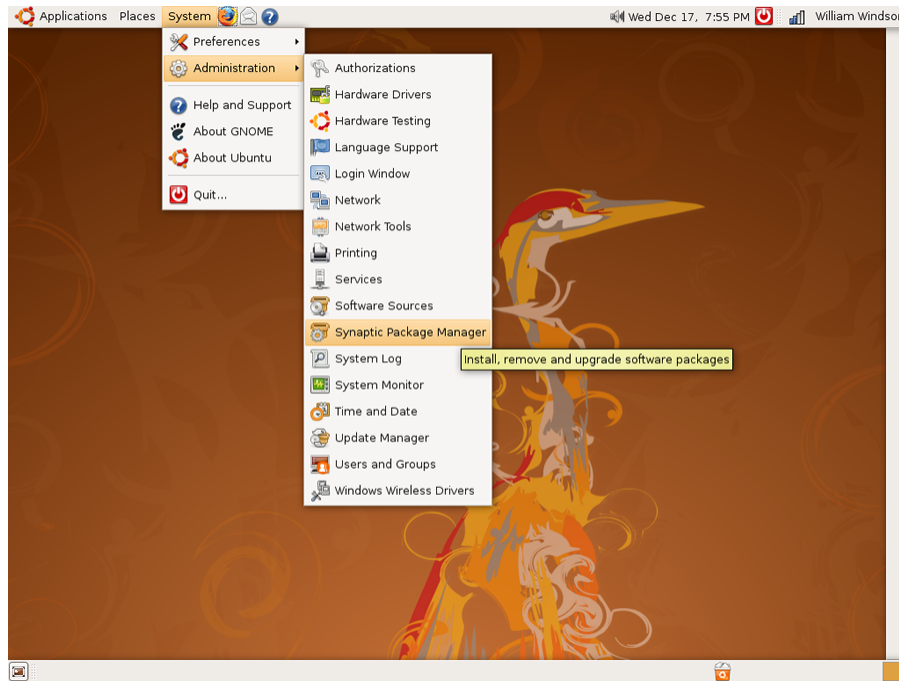 Applications Places System Wed Dec 17, 7:55 PM William Windsor
Preferences
Administration
Help and Support
About GNOME
About Ubuntu
Quit...
Authorizations
Hardware Drivers
Hardware Testing
Language Support
Login Window
Network
Network Tools
Printing
Services
Software Sources
Synaptic Package Manager
Install, remove and upgrade software packages
System Log
System Monitor
Time and Date
Update Manager
Users and Groups
Windows Wireless Drivers